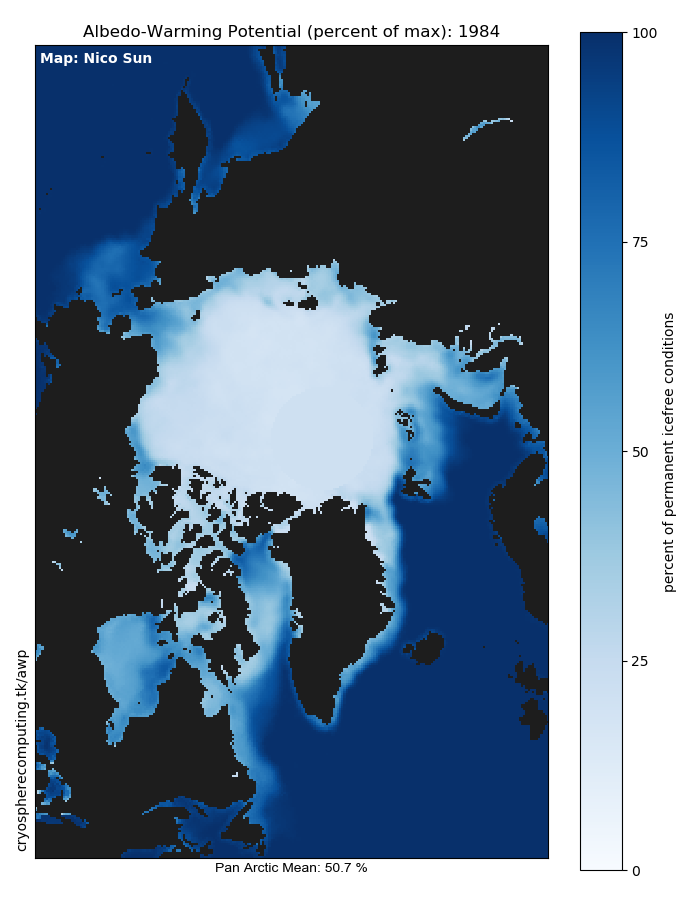 Albedo-Warming Potential (percent of max): 1984
Map: Nico Sun
100
75
50
25
0
percent of permanent icefree conditions
cryospherecomputing.tk/awp
Pan Arctic Mean: 50.7 %